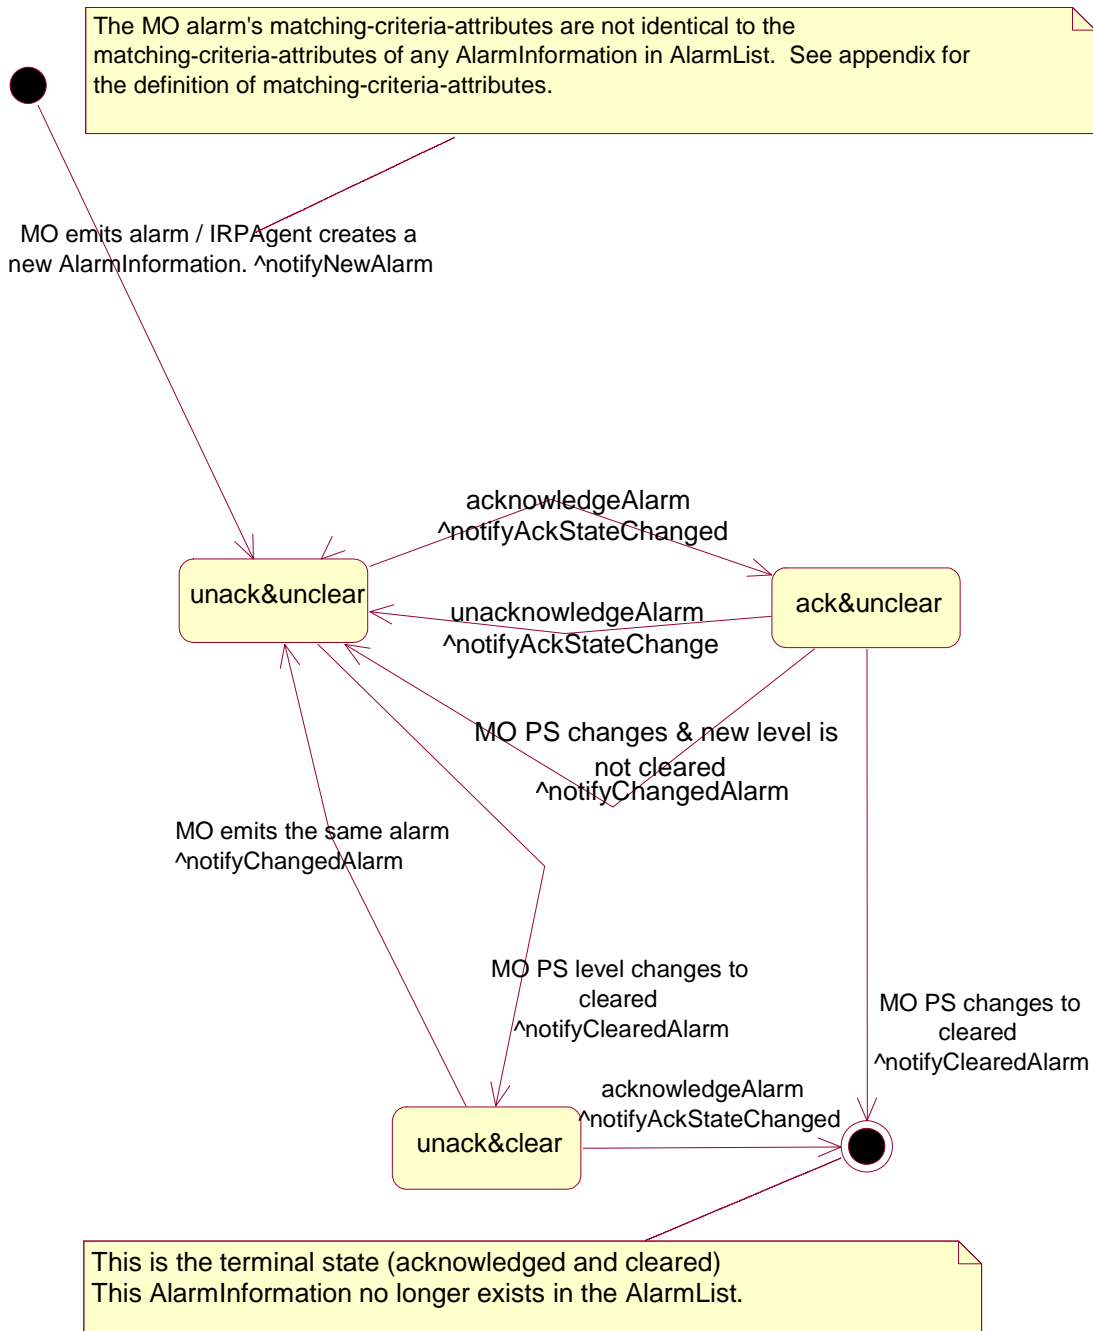 The MO alarm's matching-criteria-attributes are not identical to the
matching-criteria-attributes of any AlarmInformation in AlarmList.  See appendix for
the definition of matching-criteria-attributes.
MO emits alarm / IRPAgent creates a
new AlarmInformation. ^notifyNewAlarm
acknowledgeAlarm
^notifyAckStateChanged
unack&unclear
ack&unclear
unacknowledgeAlarm
^notifyAckStateChange
MO PS changes & new level is
not cleared
^notifyChangedAlarm
MO emits the same alarm
^notifyChangedAlarm
MO PS level changes to
cleared
^notifyClearedAlarm
MO PS changes to
cleared
^notifyClearedAlarm
acknowledgeAlarm
^notifyAckStateChanged
unack&clear
This is the terminal state (acknowledged and cleared)
This AlarmInformation no longer exists in the AlarmList.